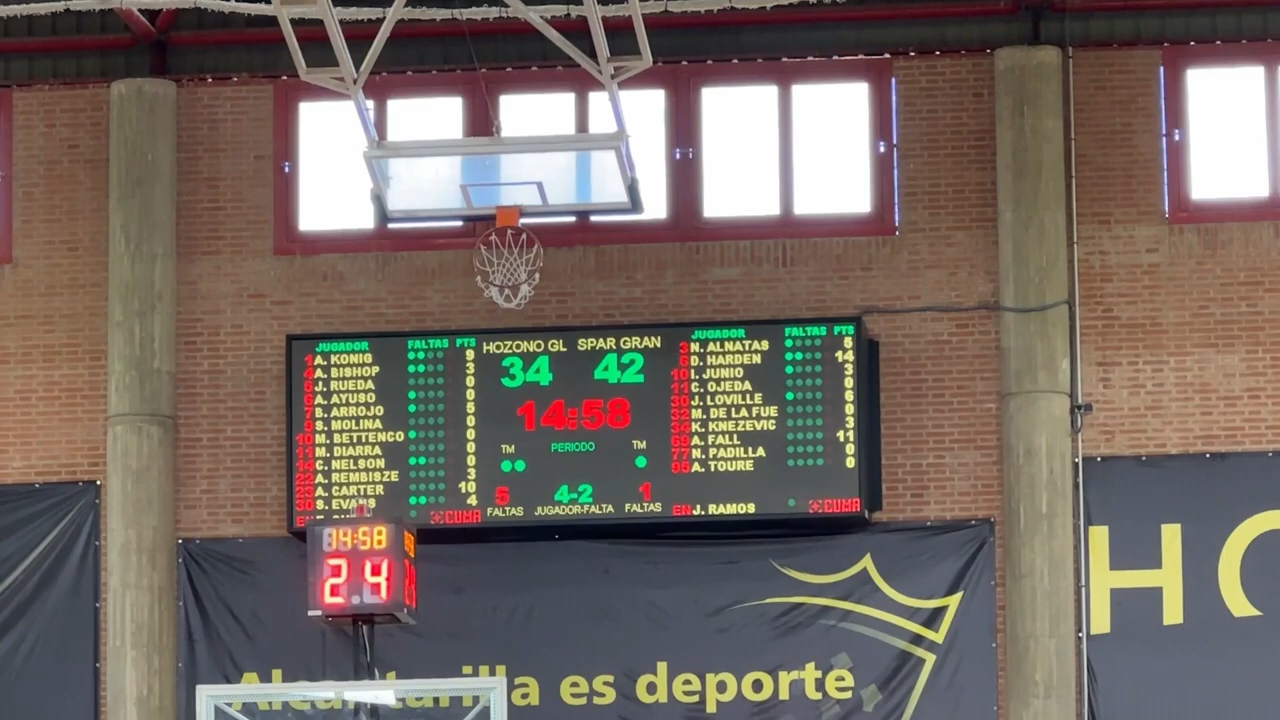 JUGADOR FALTAS PTS
1 A. KONIG 9
4 A. BISHOP 3
5 J. RUEDA 0
6 A. AYUSO 0
7 B. ARROJO 5
9 S. MOLINA 0
10 M. BETTENCO 0
11 M. DIARRA 0
14 C. NELSON 0
22 A. REMBISZE 3
23 A. CARTER 10
30 S. EVANS 4
CUMA
HOZONO GL SPAR GRAN
34 42
14:58
TM PERIODO TM
5 4-2 1
FALTAS JUGADOR-FALTA FALTAS
JUGADOR FALTAS PTS
3 N. ALNATAS 5
6 D. HARDEN 14
10 I. JUNIO 3
11 C. OJEDA 0
30 J. LOVILLE 6
32 M. DE LA FUE 0
34 K. KNEZEVIC 3
69 A. FALL 11
77 N. PADILLA 0
95 A. TOURE 0
EN J. RAMOS CUMA
14:58
24
Alcantarilla es deporte
HO